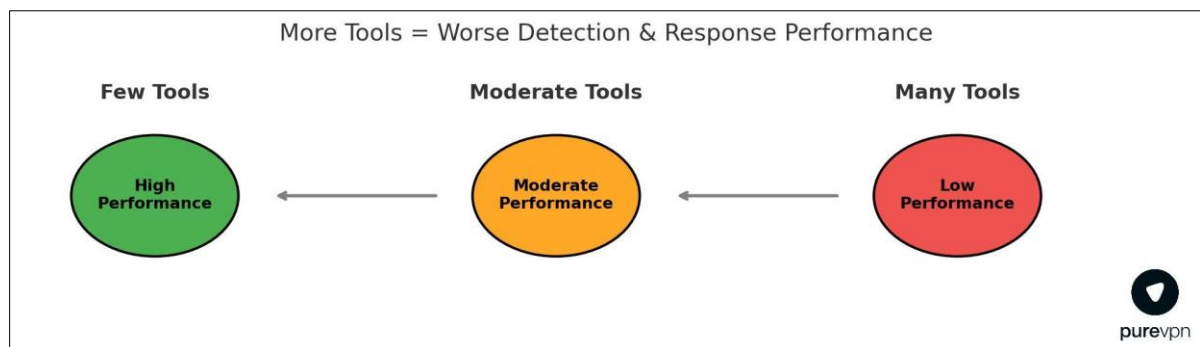 More Tools = Worse Detection & Response Performance
Few Tools
Moderate Tools
Many Tools
High
Performance
Moderate
Performance
Low
Performance
purevpn